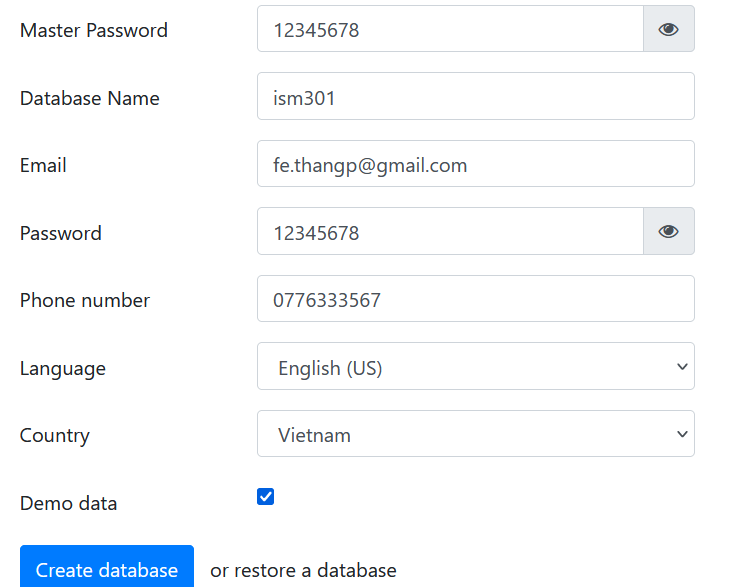 Master Password 12345678
Database Name ism301
Email fe.thangp@gmail.com
Password 12345678
Phone number 0776333567
Language English (US)
Country Vietnam
Demo data
Create database or restore a database